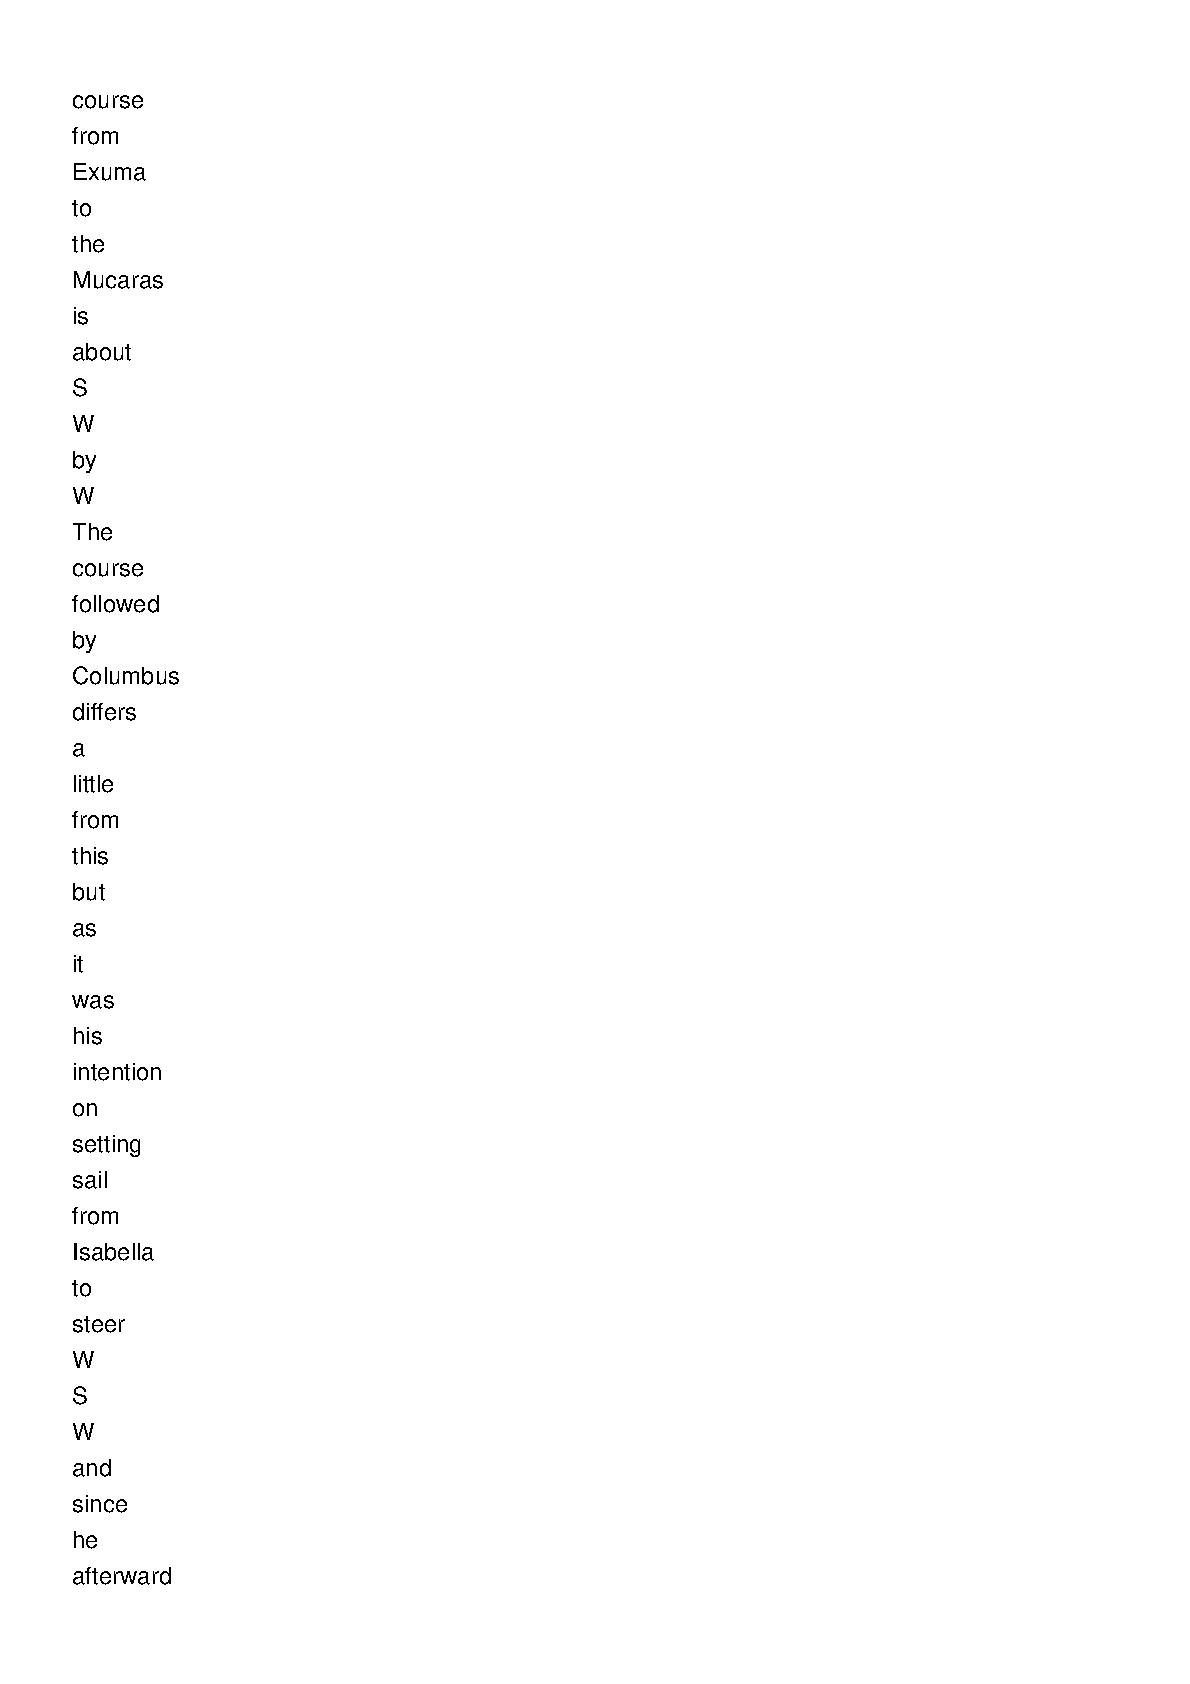 course
from
Exuma
to
the
Mucaras
is
about
S
W
by
W
The
course
followed
by
Columbus
differs
a
little
from
this
but
as
it
was
his
intention
on
setting
sail
from
Isabella
to
steer
W
S
W
and
since
he
afterward